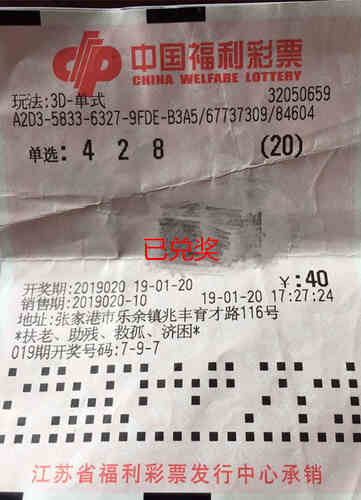 中国福利彩票
CHINA WELFARE LOTTERY
玩法:3D-单式 32050659
A2D3-5833-6327-9FDE-B3A5/67737309/84604
单选: 4 2 8 (20)
已兑奖
开奖期:2019020 19-01-20 ¥:40
销售期:2019020-10 19-01-20 17:27:24
地址:张家港市乐余镇兆丰育才路116号
*扶老、助残、救孤、济困*
019期开奖号码:7-9-7
江苏省福利彩票发行中心承销